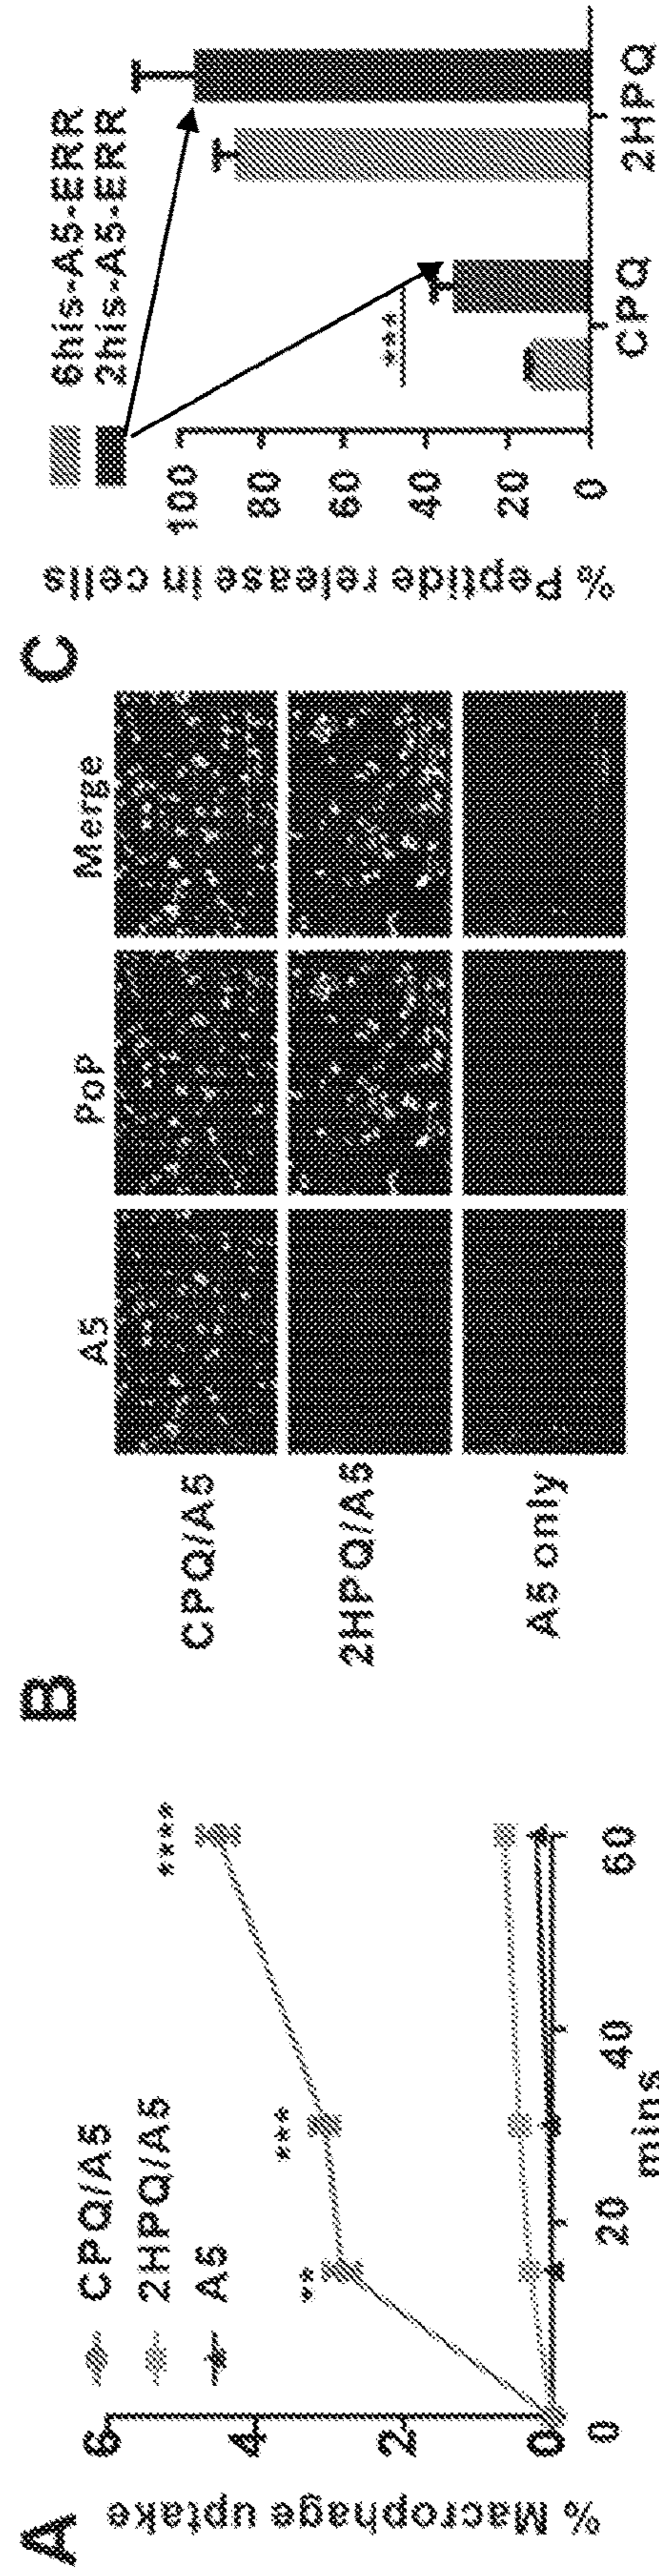 A
% Macrophage uptake
6
4
2
0
0
20
40
60
mins
CPQ/A5
2HPQ/A5
A5
**
***
****
B
A5
PoP
Merge
CPQ/A5
2HPQ/A5
A5 only
C
% Peptide release in cells
100
80
60
40
20
0
6his-A5-ERR
2his-A5-ERR
***
CPQ
2HPQ